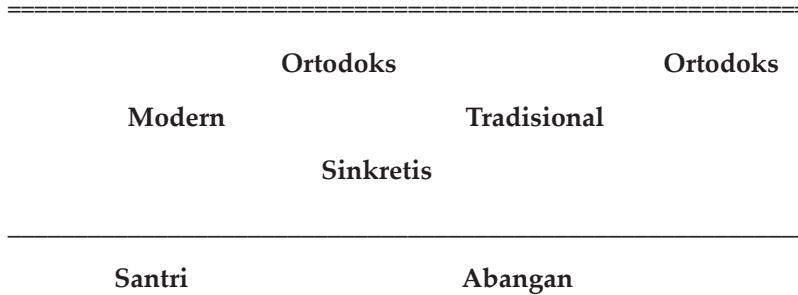 Ortodoks Ortodoks
Modern Tradisional
Sinkretis
Santri Abangan